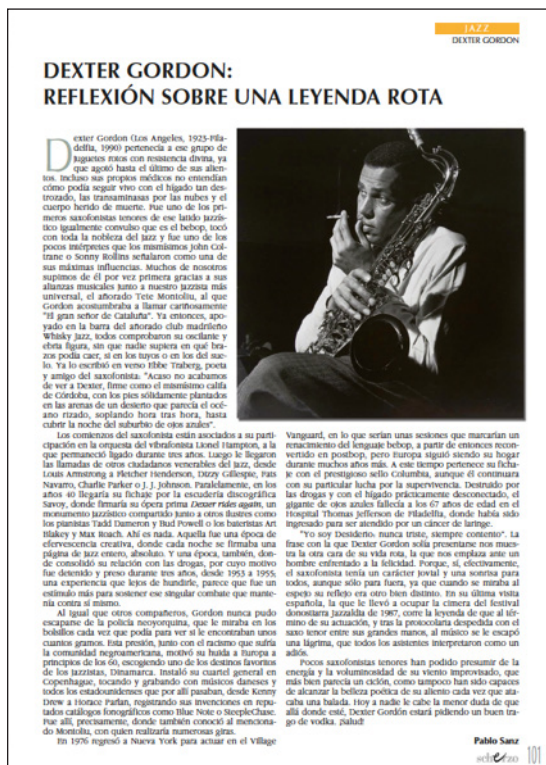 JAZZ
DEXTER GORDON
DEXTER GORDON:
REFLEXIÓN SOBRE UNA LEYENDA ROTA
Dexter Gordon (Los Angeles, 1923-Fila-
delfia, 1990) pertenecía a ese grupo de
juguetes rotos con resistencia divina, ya
que agotó hasta el último de sus alien-
tos. Incluso sus propios médicos no entendían
cómo podía seguir vivo con el hígado tan des-
trozado, las transaminasas por las nubes y el
cuerpo herido de muerte. Fue uno de los pri-
meros saxofonistas tenores de ese latido jazzís-
tico igualmente convulso que es el bebop, tocó
con toda la nobleza del jazz y fue uno de los
pocos intérpretes que los mismísimos John Col-
trane o Sonny Rollins señalaron como una de
sus máximas influencias. Muchos de nosotros
supimos de él por vez primera gracias a sus
alianzas musicales junto a nuestro jazzista más
universal, el añorado Tete Montoliu, al que
Gordon acostumbraba a llamar cariñosamente
"El gran señor de Cataluña". Ya entonces, apo-
yado en la barra del añorado club madrileño
Whisky Jazz, todos comprobaron su oscilante y
ebria figura, sin que nadie supiera en qué bra-
zos podía caer, si en los tuyos o en los del sue-
lo. Ya lo escribió en verso Ebbe Traberg, poeta
y amigo del saxofonista: "Acaso no acabamos
de ver a Dexter, firme como el mismísimo califa
de Córdoba, con los pies sólidamente plantados
en las arenas de un desierto que parecía el océ-
ano rizado, soplando hora tras hora, hasta
cubrir la noche del suburbio de ojos azules".
Los comienzos del saxofonista están asociados a su parti-
cipación en la orquesta del vibrafonista Lionel Hampton, a la
que permaneció ligado durante tres años. Luego le llegaron
las llamadas de otros ciudadanos venerables del jazz, desde
Louis Armstrong a Fletcher Henderson, Dizzy Gillespie, Fats
Navarro, Charlie Parker o J. J. Johnson. Paralelamente, en los
años 40 llegaría su fichaje por la escudería discográfica
Savoy, donde firmaría su ópera prima Dexter rides again, un
monumento jazzístico compartido junto a otros ilustres como
los pianistas Tadd Dameron y Bud Powell o los bateristas Art
Blakey y Max Roach. Ahí es nada. Aquella fue una época de
efervescencia creativa, donde cada noche se firmaba una
página de jazz entero, absoluto. Y una época, también, don-
de consolidó su relación con las drogas, por cuyo motivo
fue detenido y preso durante tres años, desde 1953 a 1955;
una experiencia que lejos de hundirle, parece que fue un
estímulo más para sostener ese singular combate que mante-
nía contra sí mismo.
Al igual que otros compañeros, Gordon nunca pudo
escaparse de la policía neoyorquina, que le miraba en los
bolsillos cada vez que podía para ver si le encontraban unos
cuantos gramos. Esta presión, junto con el racismo que sufría
la comunidad negroamericana, motivó su huida a Europa a
principios de los 60, escogiendo uno de los destinos favoritos
de los jazzistas, Dinamarca. Instaló su cuartel general en
Copenhague, tocando y grabando con músicos daneses y
todos los estadounidenses que por allí pasaban, desde Kenny
Drew a Horace Parlan, registrando sus invenciones en repu-
tados catálogos fonográficos como Blue Note o SteepleChase.
Fue allí, precisamente, donde también conoció al menciona-
do Montoliu, con quien realizaría numerosas giras.
En 1976 regresó a Nueva York para actuar en el Village
Vanguard, en lo que serían unas sesiones que marcarían un
renacimiento del lenguaje bebop, a partir de entonces recon-
vertido en postbop, pero Europa siguió siendo su hogar
durante muchos años más. A este tiempo pertenece su ficha-
je con el prestigioso sello Columbia, aunque él continuara
con su particular lucha por la supervivencia. Destruido por
las drogas y con el hígado prácticamente desconectado, el
gigante de ojos azules fallecía a los 67 años de edad en el
Hospital Thomas Jefferson de Filadelfia, donde había sido
ingresado para ser atendido por un cáncer de laringe.
"Yo soy Desiderio: nunca triste, siempre contento". La
frase con la que Dexter Gordon solía presentarse nos mues-
tra la otra cara de su vida rota, la que nos emplaza ante un
hombre enfrentado a la felicidad. Porque, sí, efectivamente,
el saxofonista tenía un carácter jovial y una sonrisa para
todos, aunque sólo para fuera, ya que cuando se miraba al
espejo su reflejo era otro bien distinto. En su última visita
española, la que le llevó a ocupar la cimera del festival
donostiarra Jazzaldia de 1987, corre la leyenda de que al tér-
mino de su actuación, y tras la protocolaria despedida con el
saxo tenor entre sus grandes manos, al músico se le escapó
una lágrima, que todos los asistentes interpretaron como un
adiós.
Pocos saxofonistas tenores han podido presumir de la
energía y la voluminosidad de su viento improvisado, que
más bien parecía un ciclón, como tampoco han sido capaces
de alcanzar la belleza poética de su aliento cada vez que ata-
caba una balada. Hoy a nadie le cabe la menor duda de que
allá donde esté, Dexter Gordon estará pidiendo un buen tra-
go de vodka. ¡Salud!
Pablo Sanz
scherzo 101